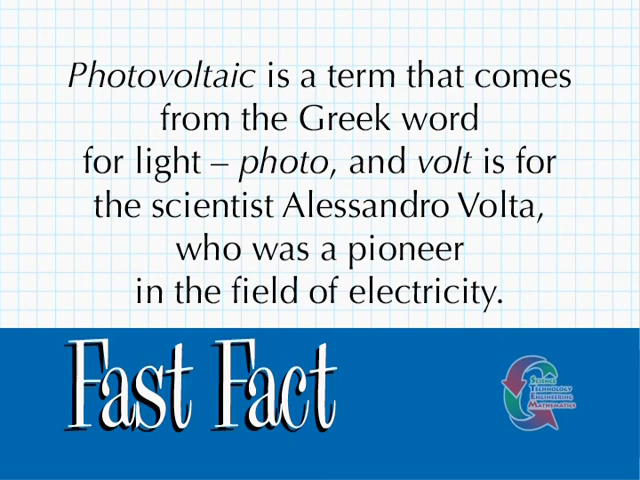 Photovoltaic is a term that comes
from the Greek word
for light – photo, and volt is for
the scientist Alessandro Volta,
who was a pioneer
in the field of electricity.
Fast Fact
Science
Technology
Engineering
Mathematics